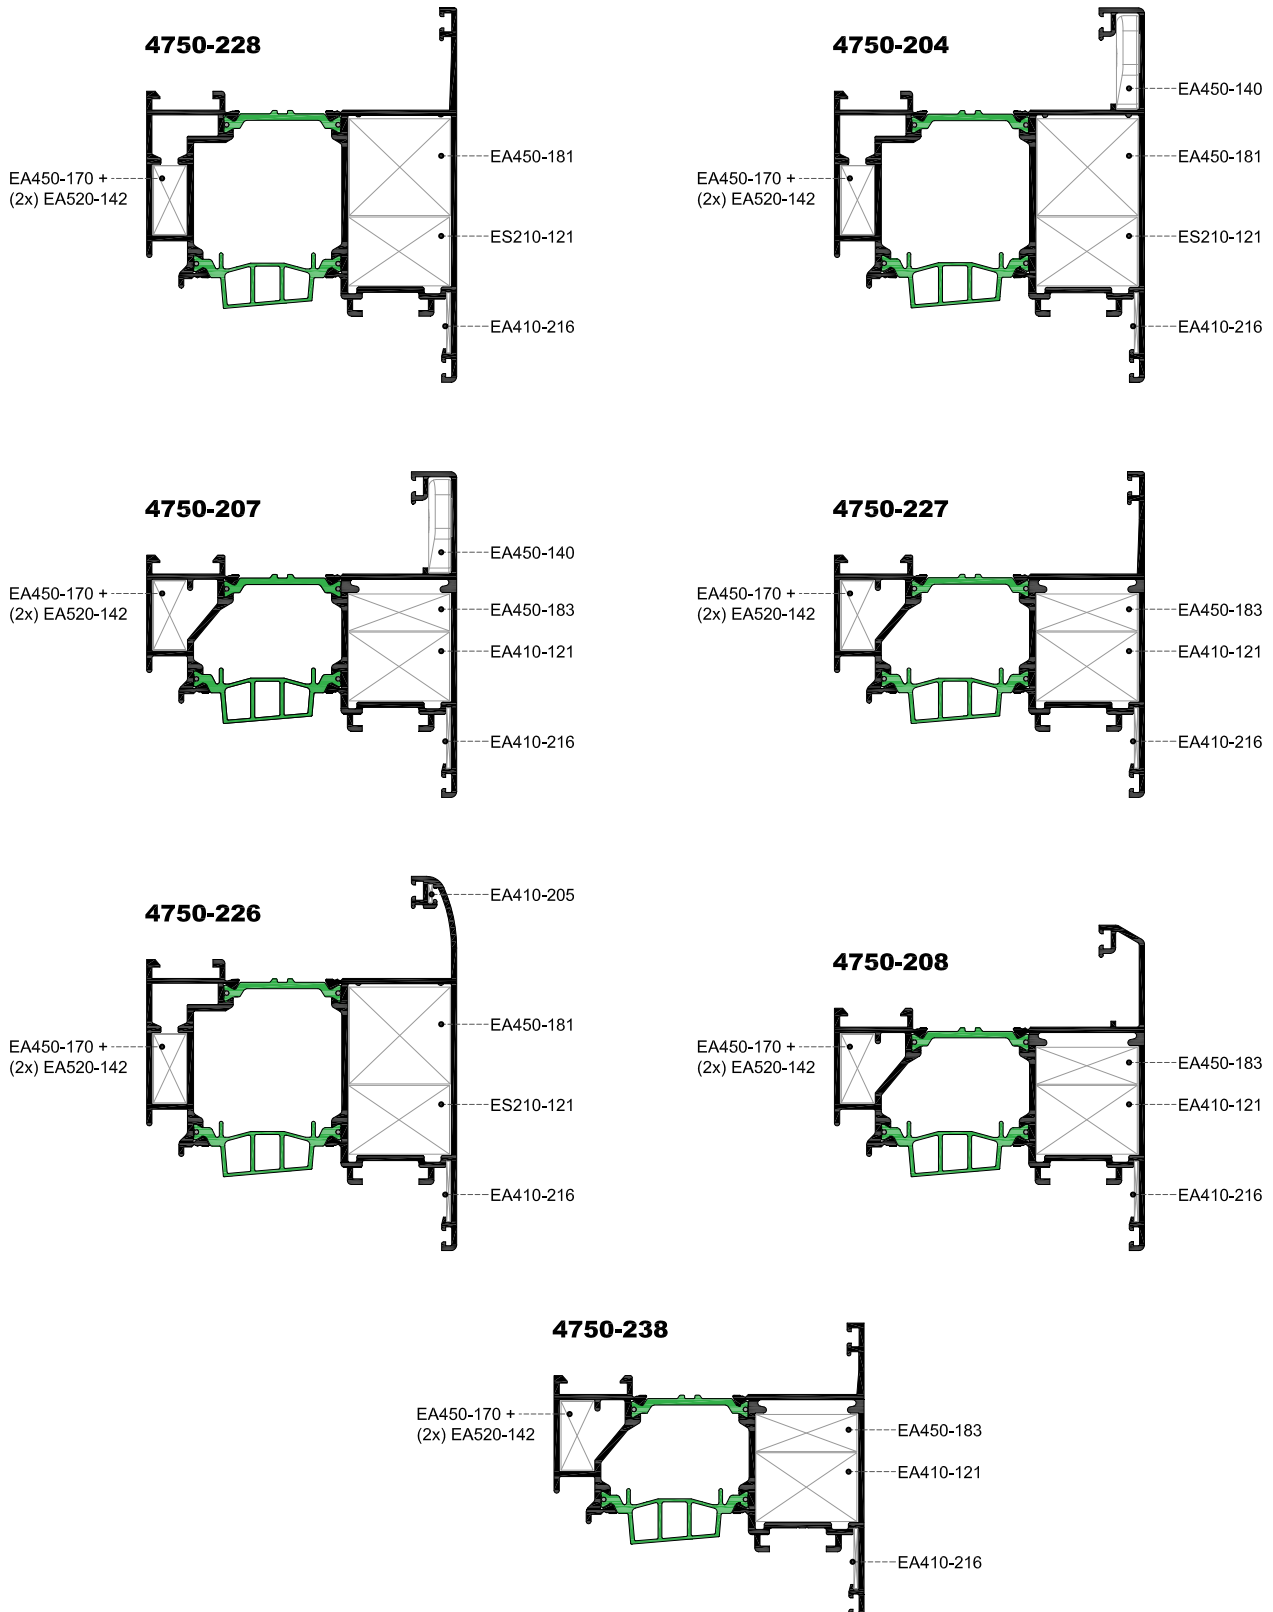 4750-228
EA450-170 +
(2x) EA520-142
EA450-181
ES210-121
EA410-216
4750-204
EA450-170 +
(2x) EA520-142
EA450-140
EA450-181
ES210-121
EA410-216
4750-207
EA450-170 +
(2x) EA520-142
EA450-140
EA450-183
EA410-121
EA410-216
4750-227
EA450-170 +
(2x) EA520-142
EA450-183
EA410-121
EA410-216
4750-226
EA450-170 +
(2x) EA520-142
EA410-205
EA450-181
ES210-121
EA410-216
4750-208
EA450-170 +
(2x) EA520-142
EA450-183
EA410-121
EA410-216
4750-238
EA450-170 +
(2x) EA520-142
EA450-183
EA410-121
EA410-216